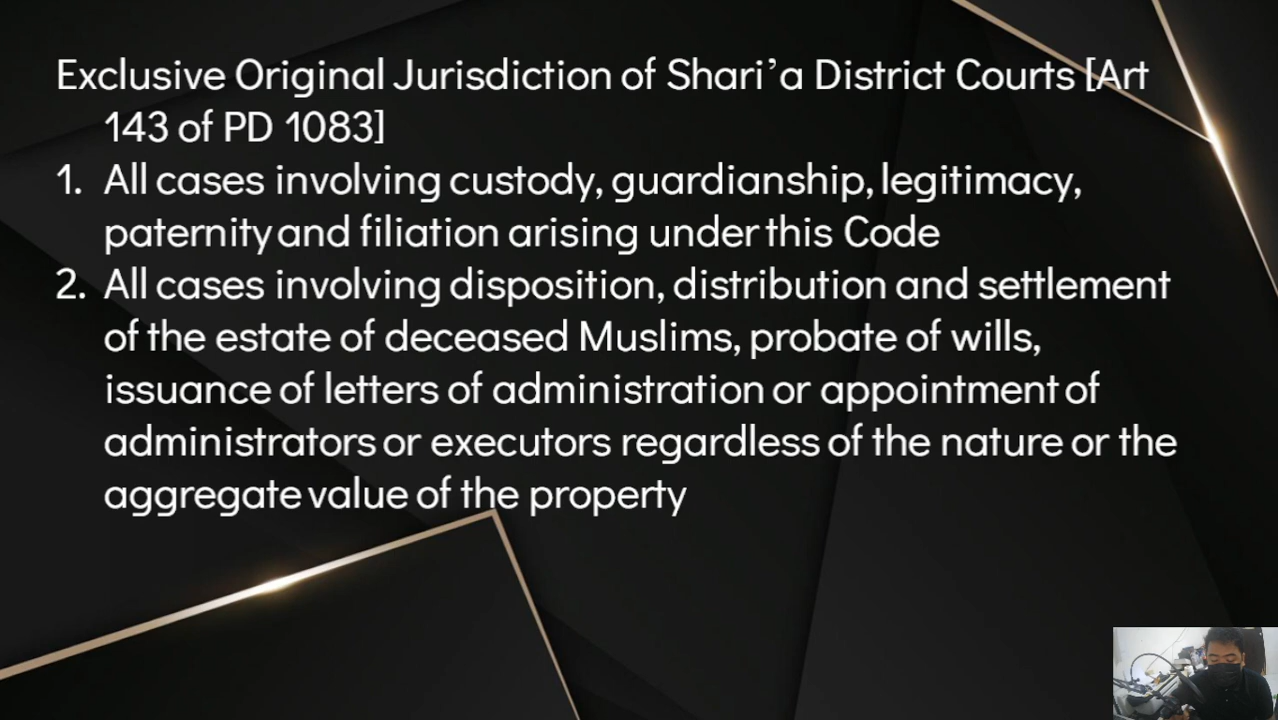 Exclusive Original Jurisdiction of Shari’a District Courts [Art
143 of PD 1083]
1. All cases involving custody, guardianship, legitimacy,
paternity and filiation arising under this Code
2. All cases involving disposition, distribution and settlement
of the estate of deceased Muslims, probate of wills,
issuance of letters of administration or appointment of
administrators or executors regardless of the nature or the
aggregate value of the property